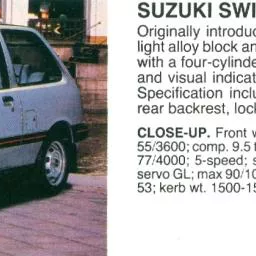 SUZUKI SWI
Originally introduc
light alloy block an
with a four-cylinde
and visual indicat
Specification inclu
rear backrest, lock
CLOSE-UP. Front w
55/3600; comp. 9.5 t
77/4000; 5-speed; s
servo GL; max 90/10
53; kerb wt. 1500-15